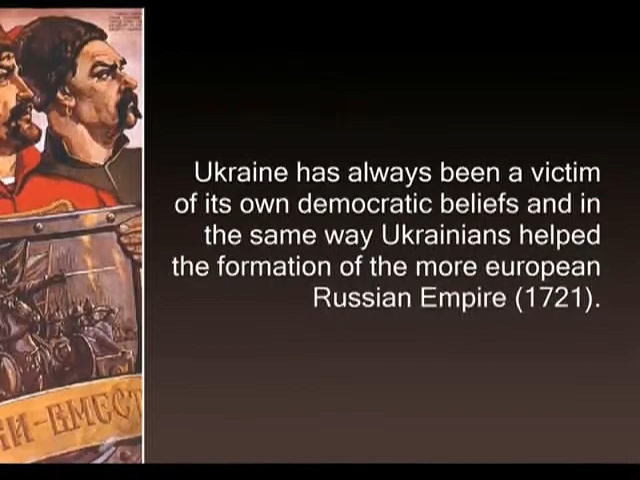 Ukraine has always been a victim
of its own democratic beliefs and in
the same way Ukrainians helped
the formation of the more european
Russian Empire (1721).
И-ВМЕСТ